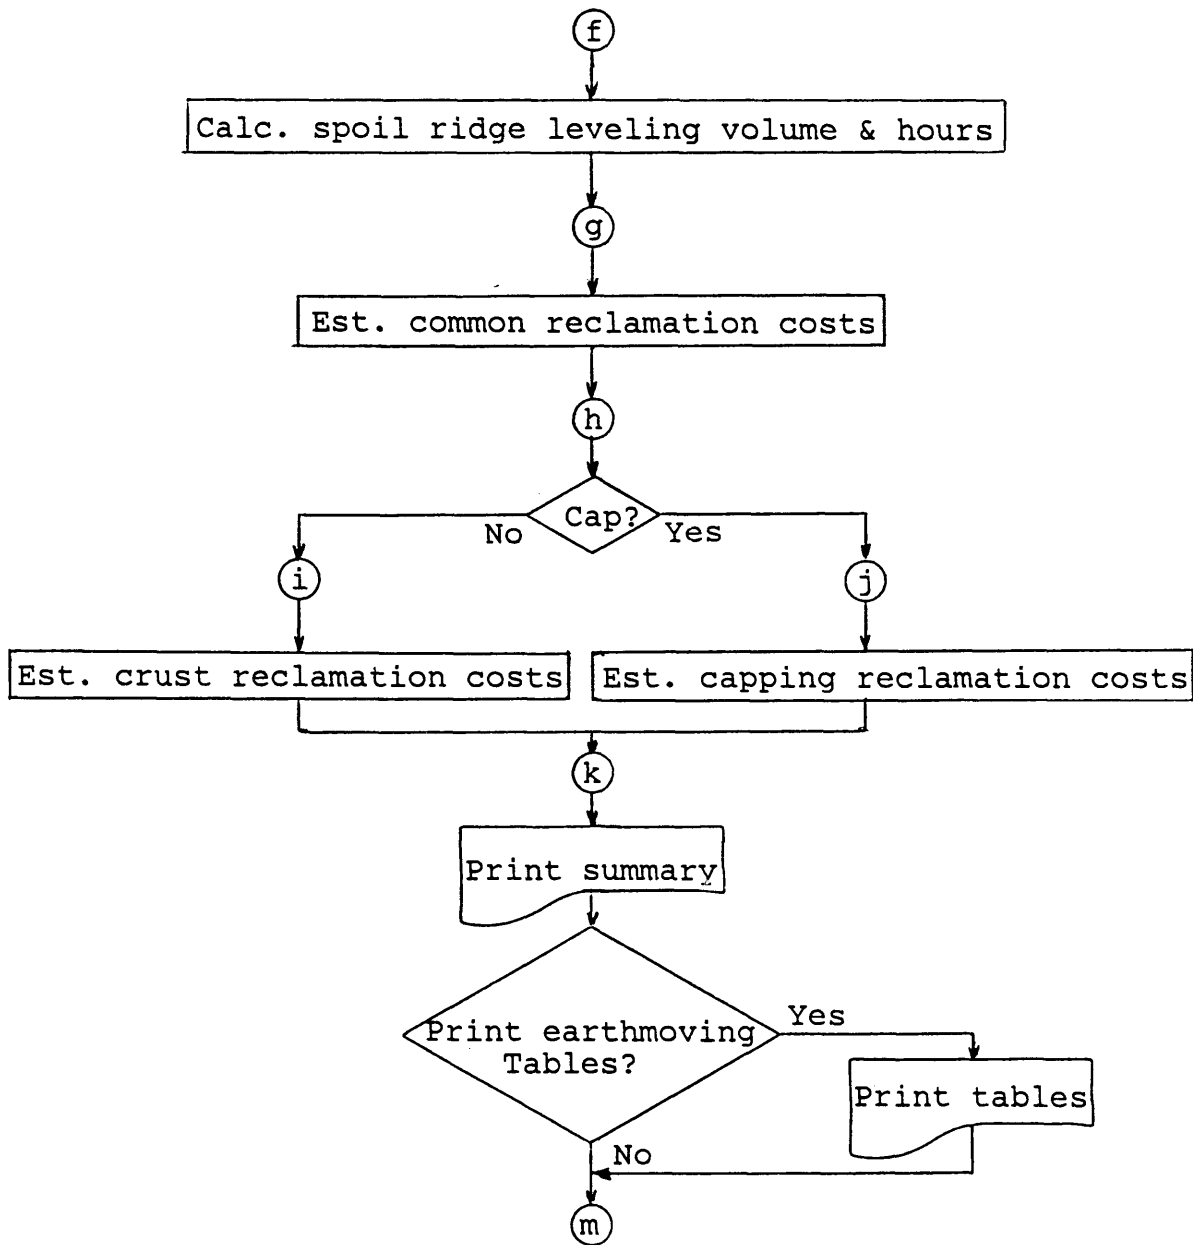 f
Calc. spoil ridge leveling volume & hours
g
Est. common reclamation costs
h
Cap?
No
Yes
i
j
Est. crust reclamation costs
Est. capping reclamation costs
k
Print summary
Print earthmoving
Tables?
Yes
Print tables
No
m